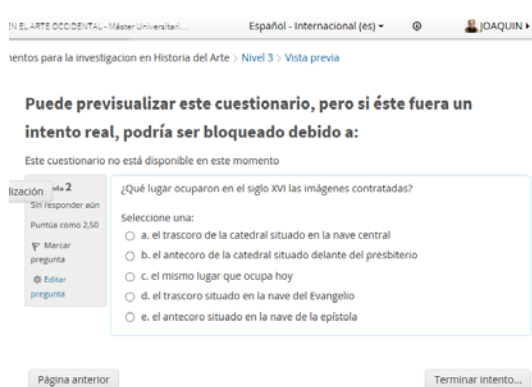 EN EL ARTE OCCIDENTAL - Máster Universitari... Español - Internacional (es) JOAQUIN
mentos para la investigacion en Historia del Arte > Nivel 3 > Vista previa
Puede previsualizar este cuestionario, pero si éste fuera un
intento real, podría ser bloqueado debido a:
Este cuestionario no está disponible en este momento
lización
2
Sin responder aún
Puntúa como 2,50
Marcar
pregunta
Editar
pregunta
¿Qué lugar ocuparon en el siglo XVI las imágenes contratadas?
Seleccione una:
a. el trascoro de la catedral situado en la nave central
b. el antecoro de la catedral situado delante del presbiterio
c. el mismo lugar que ocupa hoy
d. el trascoro situado en la nave del Evangelio
e. el antecoro situado en la nave de la epístola
Página anterior Terminar intento...